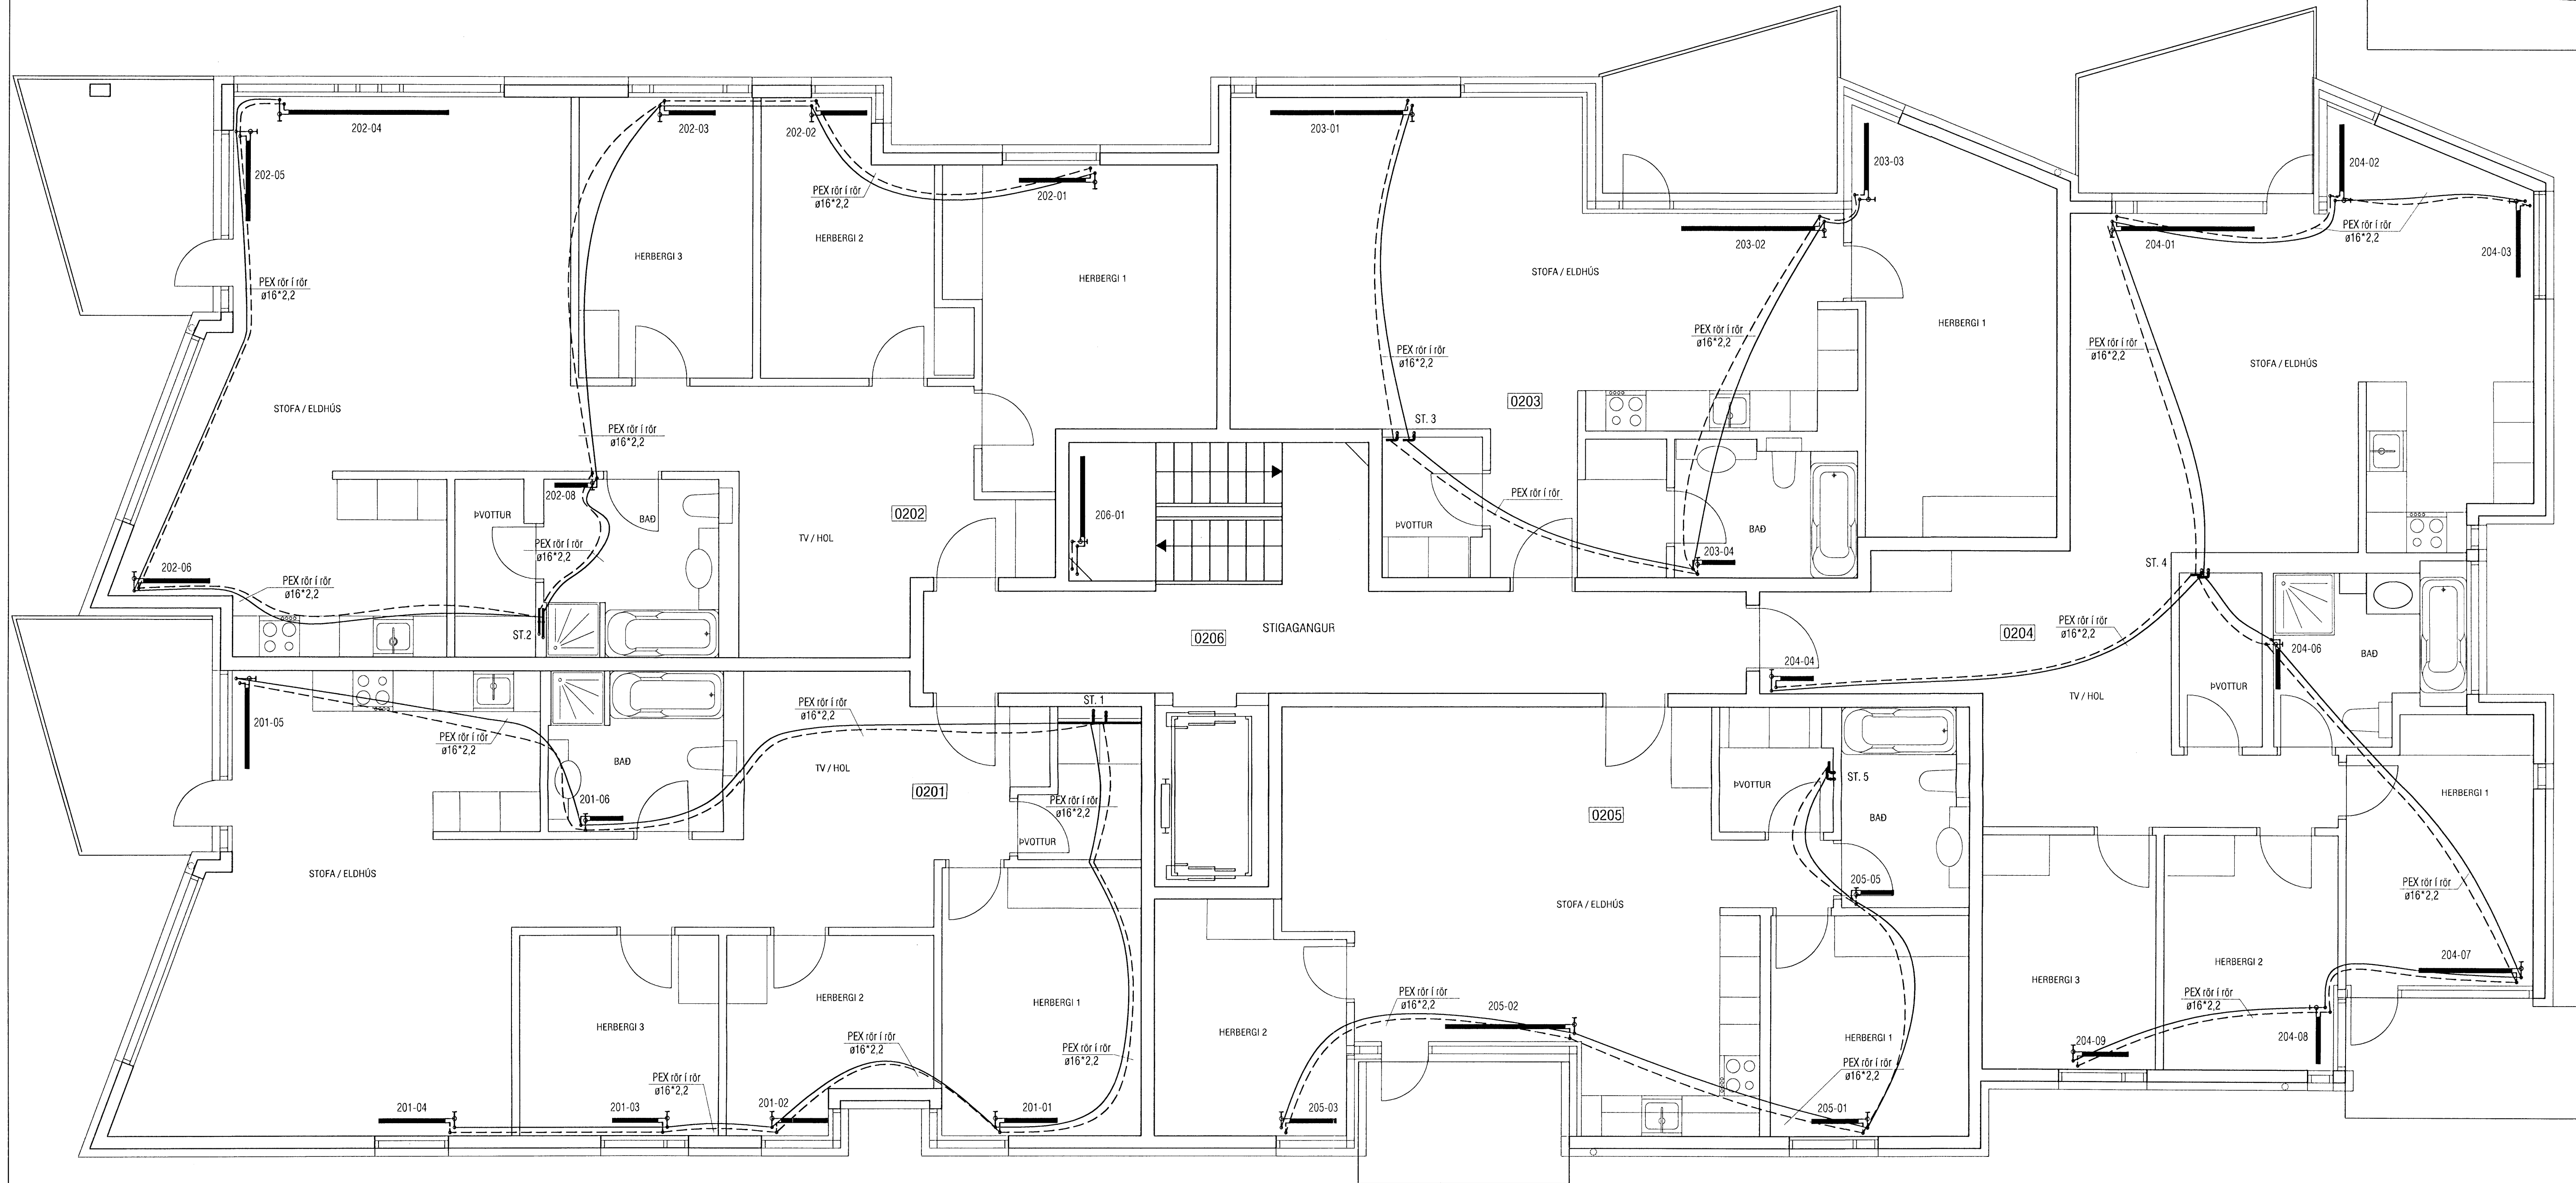 202-04
202-03
202-02
203-01
203-03
204-02
202-05
202-01
PEX rör í rör
ø16*2,2
PEX rör í rör
ø16*2,2
203-02
204-01
204-03
HERBERGI 3
HERBERGI 2
HERBERGI 1
STOFA / ELDHÚS
PEX rör í rör
ø16*2,2
PEX rör í rör
ø16*2,2
HERBERGI 1
PEX rör í rör
ø16*2,2
PEX rör í rör
ø16*2,2
PEX rör í rör
ø16*2,2
STOFA / ELDHÚS
STOFA / ELDHÚS
0203
ST. 3
PEX rör í rör
ø16*2,2
202-08
ÞVOTTUR
BAÐ
0202
206-01
PEX rör í rör
ÞVOTTUR
BAÐ
TV / HOL
PEX rör í rör
ø16*2,2
203-04
ST. 4
202-06
PEX rör í rör
ø16*2,2
ST.2
0206
STIGAGANGUR
0204
PEX rör í rör
ø16*2,2
204-06
BAÐ
204-04
ÞVOTTUR
TV / HOL
201-05
PEX rör í rör
ø16*2,2
ST. 1
PEX rör í rör
ø16*2,2
BAÐ
TV / HOL
0201
201-06
PEX rör í rör
ø16*2,2
ÞVOTTUR
ÞVOTTUR
ST. 5
BAÐ
0205
HERBERGI 1
STOFA / ELDHÚS
205-05
STOFA / ELDHÚS
PEX rör í rör
ø16*2,2
204-07
HERBERGI 2
HERBERGI 3
HERBERGI 2
HERBERGI 1
HERBERGI 3
PEX rör í rör
ø16*2,2
205-02
PEX rör í rör
ø16*2,2
HERBERGI 2
HERBERGI 1
PEX rör í rör
ø16*2,2
PEX rör í rör
ø16*2,2
204-09
204-08
PEX rör í rör
ø16*2,2
PEX rör í rör
ø16*2,2
201-04
201-03
201-02
201-01
205-03
205-01